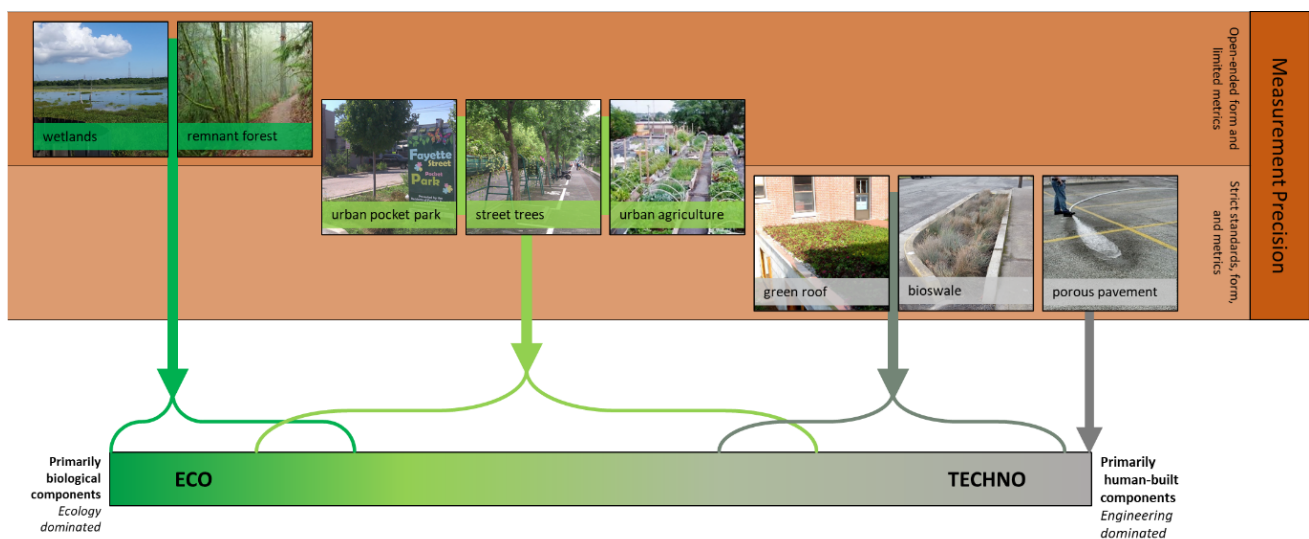 wetlands
remnant forest
urban pocket park
street trees
urban agriculture
green roof
bioswale
porous pavement
Fayette
Street
Pocket
Park
Open-ended form and
limited metrics
Strict standards, form,
and metrics
Measurement Precision
Primarily
biological
components
Ecology
dominated
ECO
TECHNO
Primarily
human-built
components
Engineering
dominated